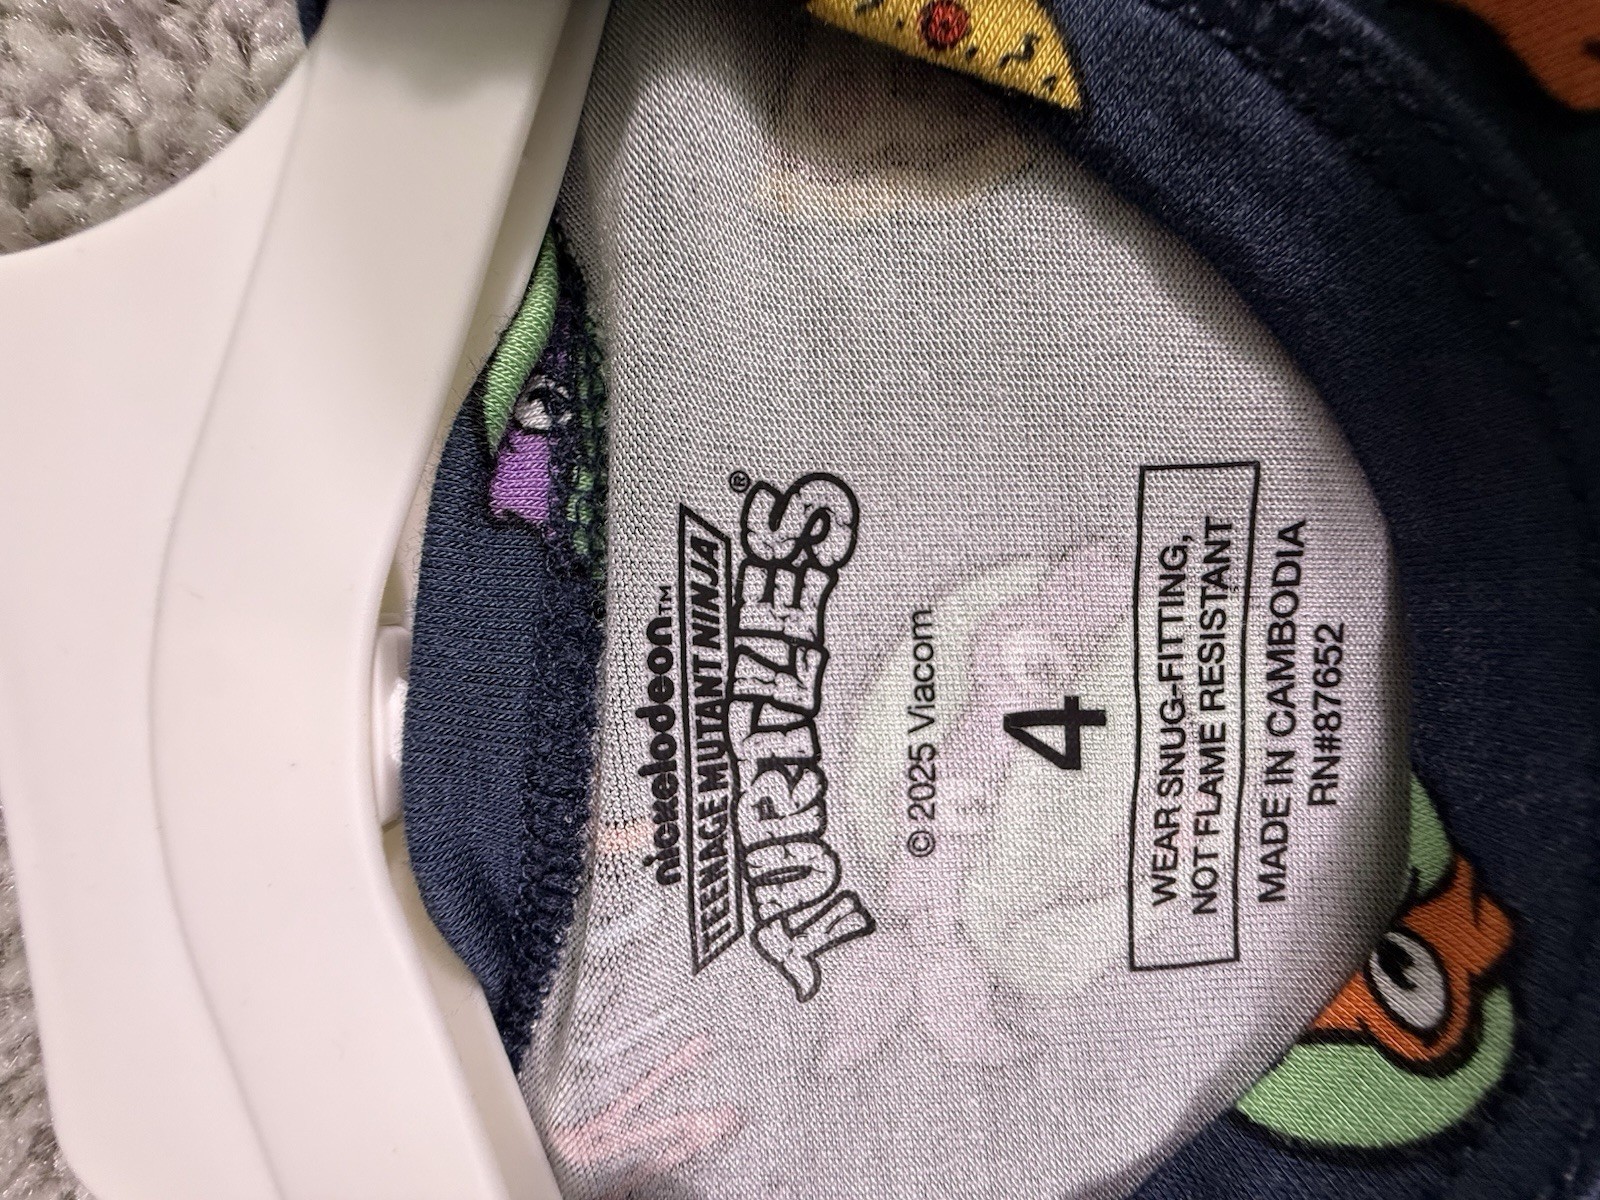 nickelodeon™
TEENAGE MUTANT NINJA
TURTLES®
© 2025 Viacom
4
WEAR SNUG-FITTING,
NOT FLAME RESISTANT
MADE IN CAMBODIA
RN#87652